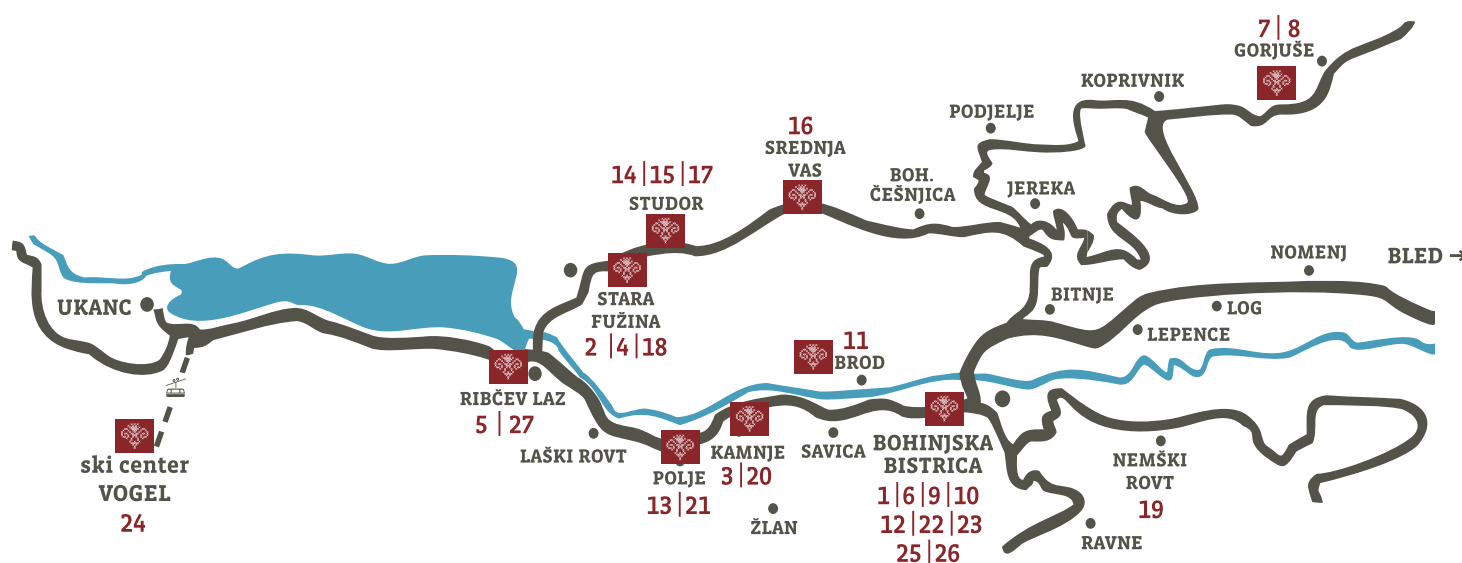 7 | 8
GORJUŠE
KOPRIVNIK
PODJELJE
16
SREDNJA
VAS
14 | 15 | 17
STUDOR
BOH.
ČEŠNJICA
JEREKA
NOMENJ
BLED →
STARA
FUŽINA
2 | 4 | 18
UKANC
BITNJE
LOG
LEPENCE
11
BROD
RIBČEV LAZ
5 | 27
LAŠKI ROVT
POLJE
13 | 21
KAMNJE
3 | 20
SAVICA
ŽLAN
BOHINJSKA
BISTRICA
1 | 6 | 9 | 10
12 | 22 | 23
25 | 26
NEMŠKI
ROVT
19
RAVNE
ski center
VOGEL
24